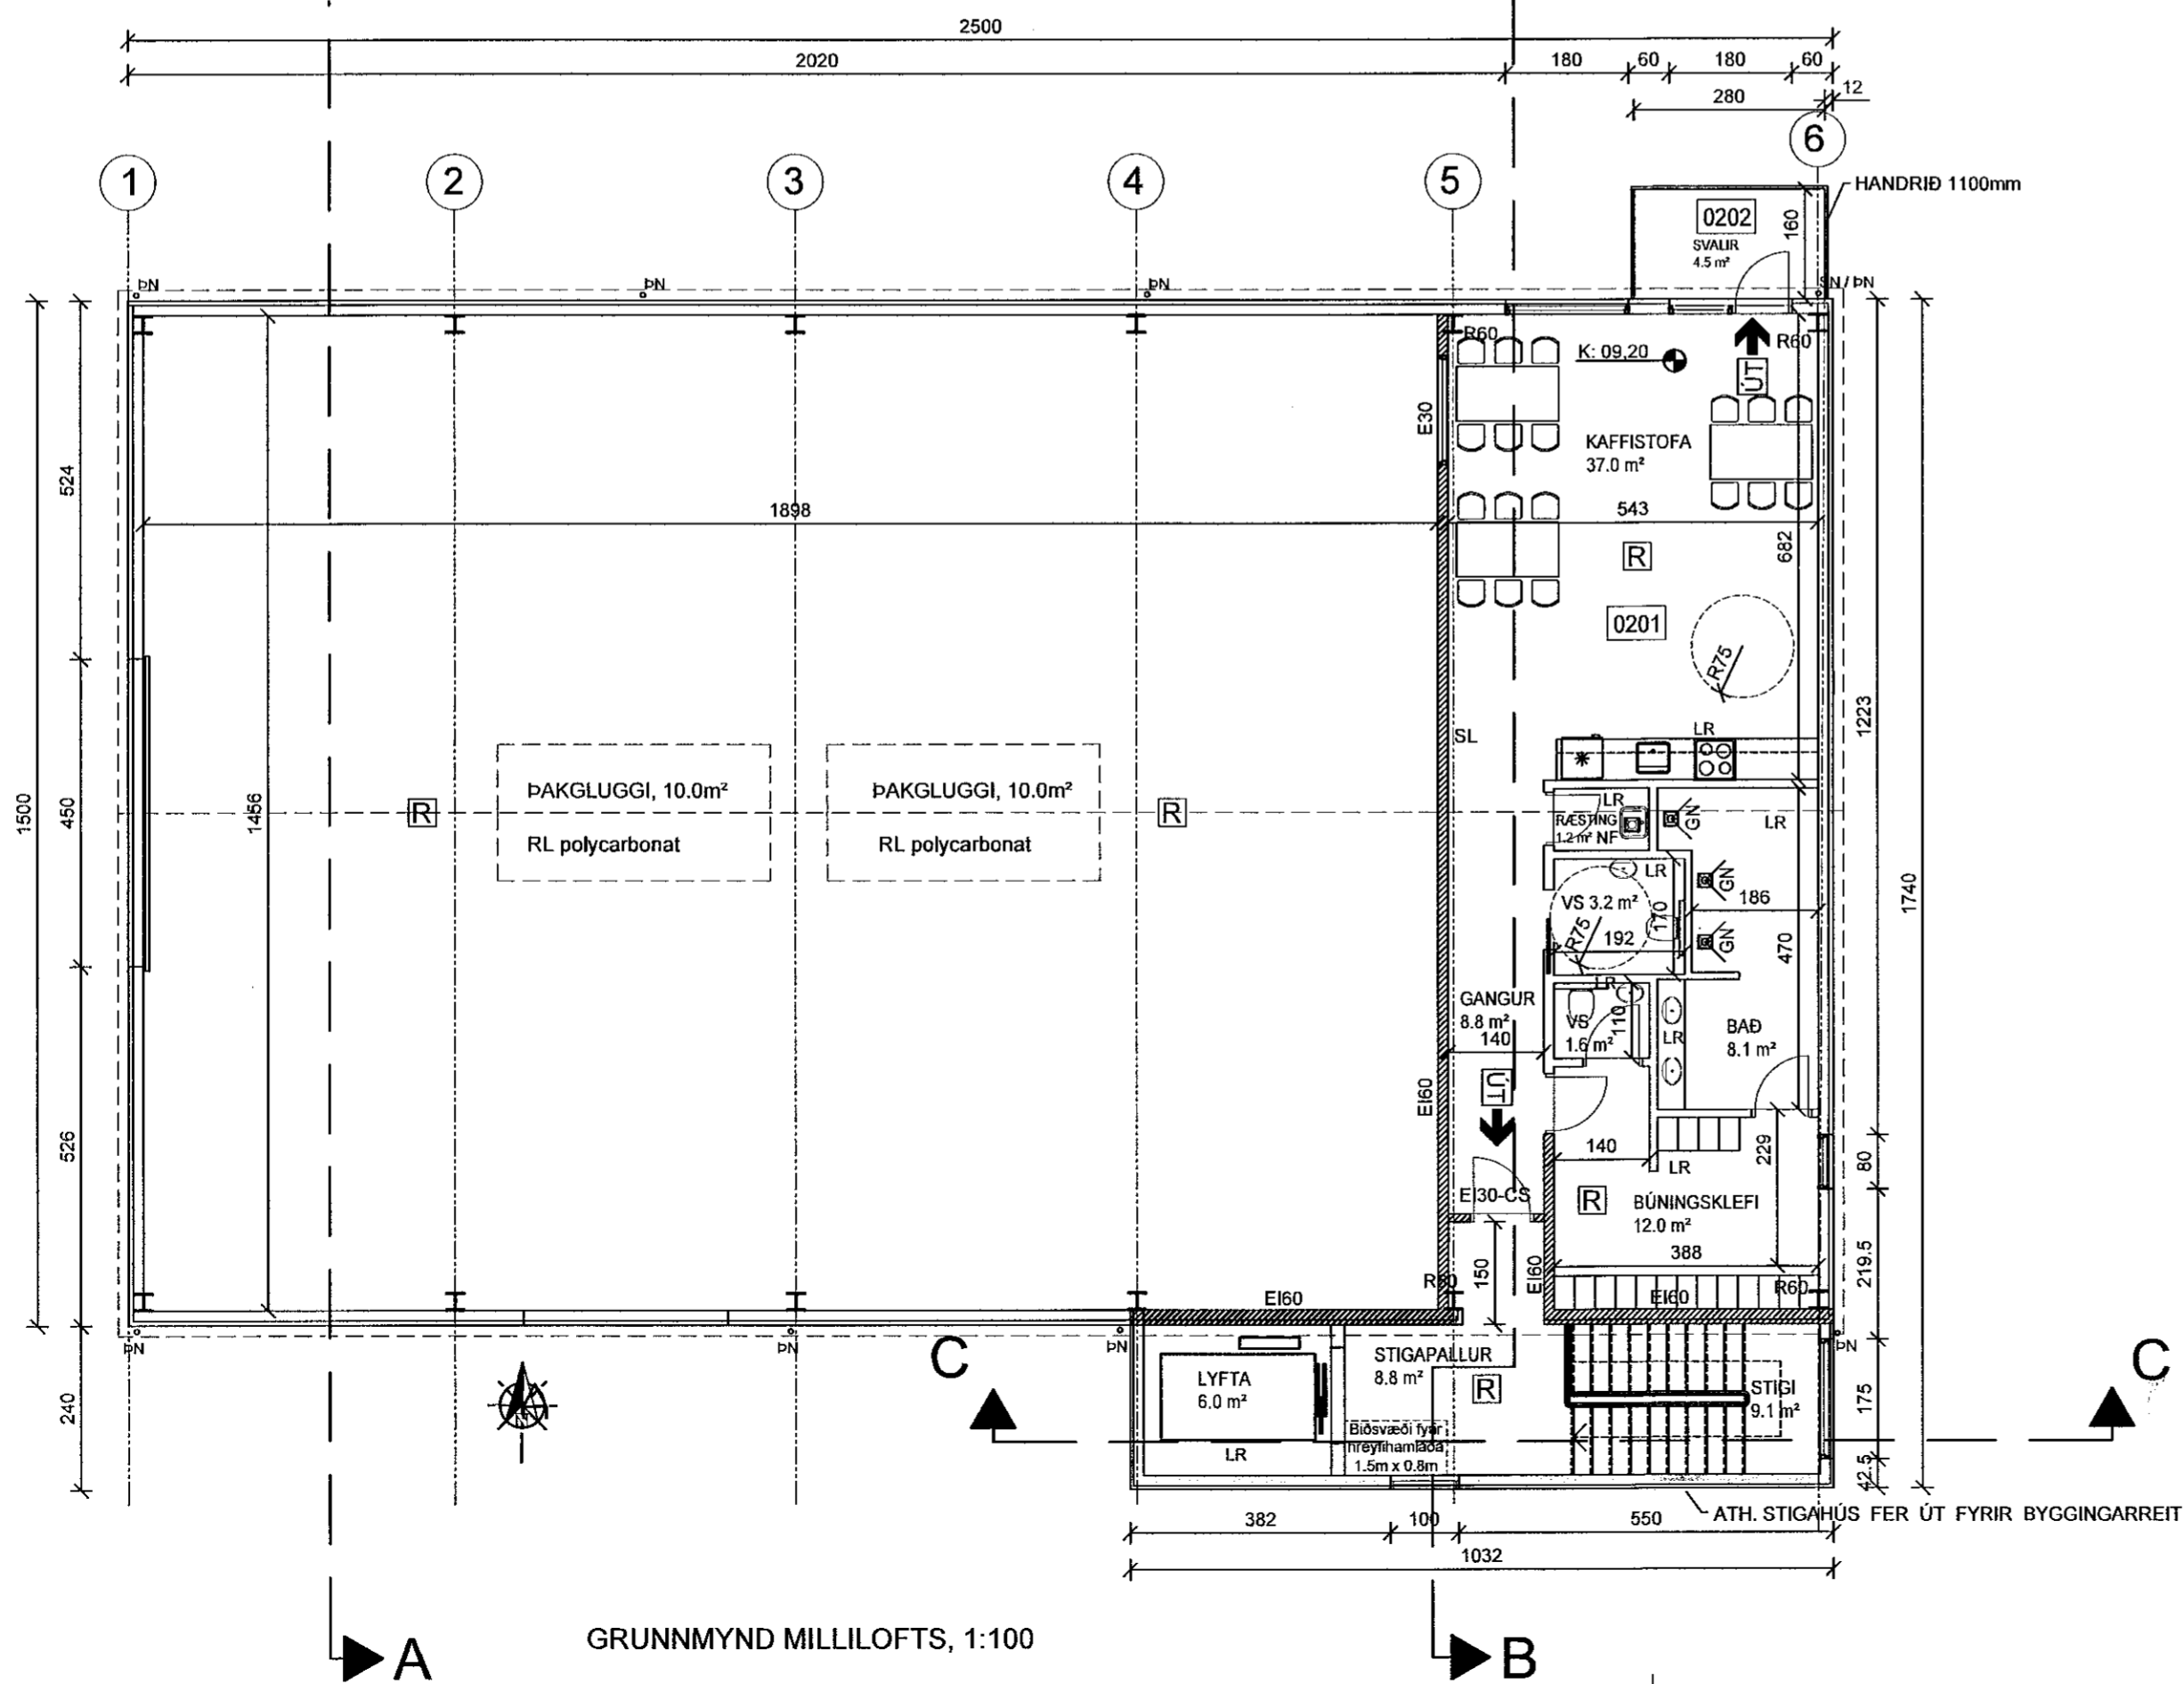 2500
2020
180
60
180
60
280
12
1
2
3
4
5
6
HANDRIÐ 1100mm
0202
SVALIR
4.5 m²
160
ÞN
ÞN
ÞN
SN / ÞN
R60
K: 09,20
R60
ÚT
E30
KAFFISTOFA
37.0 m²
524
1898
543
682
R
0201
R75
1223
SL
LR
1500
450
1456
R
ÞAKGLUGGI, 10.0m²
RL polycarbonat
ÞAKGLUGGI, 10.0m²
RL polycarbonat
R
LR
RÆSTING
1.2 m² NF
GN
LR
LR
GN
VS 3.2 m²
170
186
1740
R75
192
GN
470
GANGUR
8.8 m²
140
LR
VS
1.6 m²
110
LR
BAÐ
8.1 m²
ÚT
EI60
526
140
229
80
LR
EI30-CS
R
BÚNINGSKLEFI
12.0 m²
388
219.5
150
EI60
R60
EI60
EI60
R60
ÞN
ÞN
ÞN
ÞN
C
C
LYFTA
6.0 m²
STIGAPALLUR
8.8 m²
R
STIGI
9.1 m²
175
240
N
LR
Biðsvæði fyrir
hreyfihamlaða
1.5m x 0.8m
42.5
ATH. STIGAHÚS FER ÚT FYRIR BYGGINGARREIT
382
100
550
1032
GRUNNMYND MILLILOFTS, 1:100
A
B